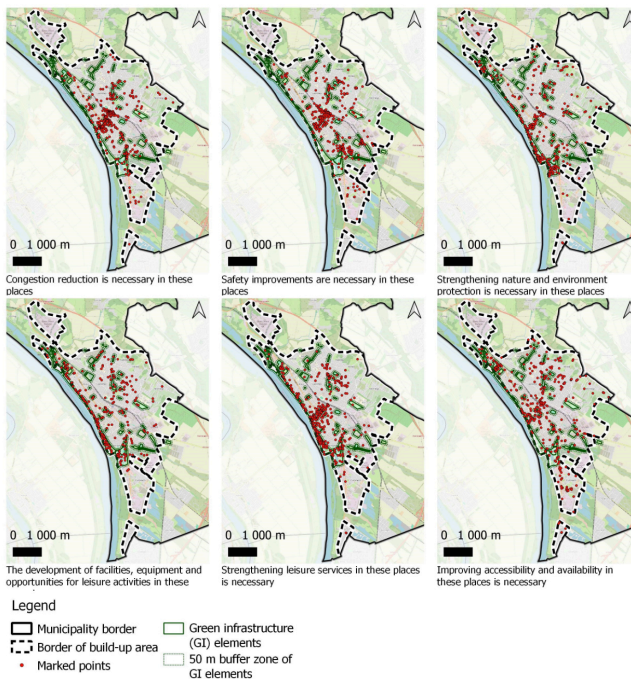 0 1 000 m
0 1 000 m
0 1 000 m
Congestion reduction is necessary in these
places
Safety improvements are necessary in these
places
Strengthening nature and environment
protection is necessary in these places
0 1 000 m
0 1 000 m
0 1 000 m
The development of facilities, equipment and
opportunities for leisure activities in these
Strengthening leisure services in these places
is necessary
Improving accessibility and availability in
these places is necessary
Legend
Municipality border
Border of build-up area
Marked points
Green infrastructure
(GI) elements
50 m buffer zone of
GI elements